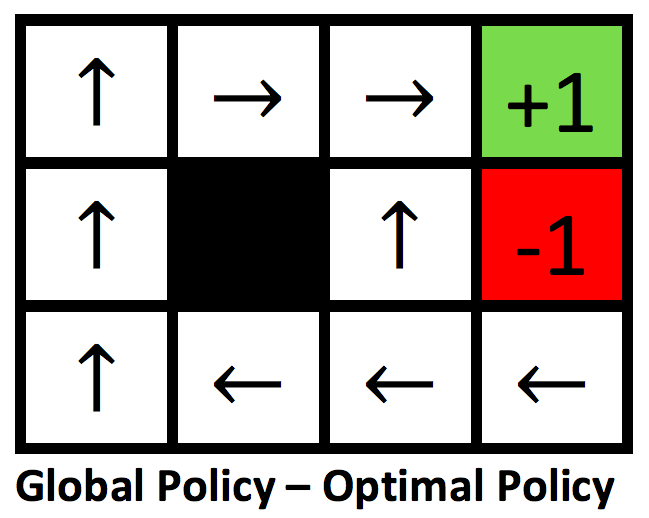 ↑ → → +1
↑ ↑ -1
↑ ← ← ←
Global Policy – Optimal Policy